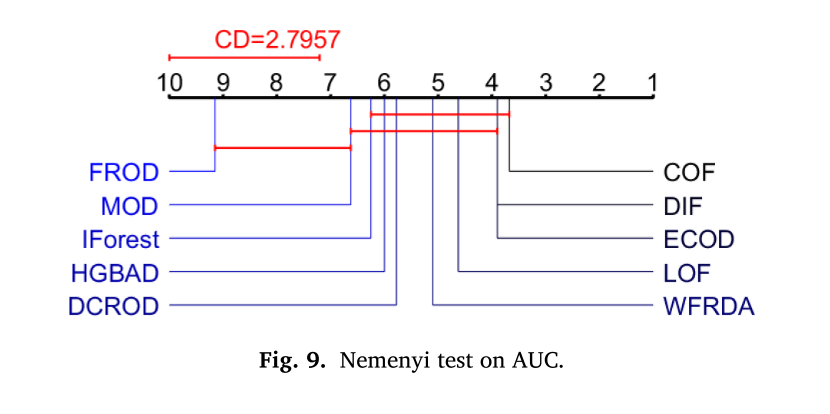 CD=2.7957
10 9 8 7 6 5 4 3 2 1
FROD COF
MOD DIF
IForest ECOD
HGBAD LOF
DCROD WFRDA
Fig. 9. Nemenyi test on AUC.